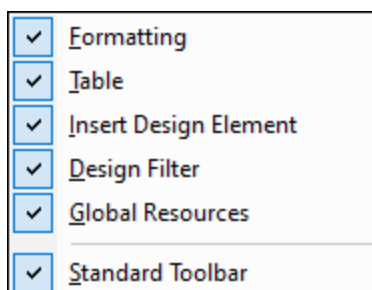 Formatting
Table
Insert Design Element
Design Filter
Global Resources
Standard Toolbar